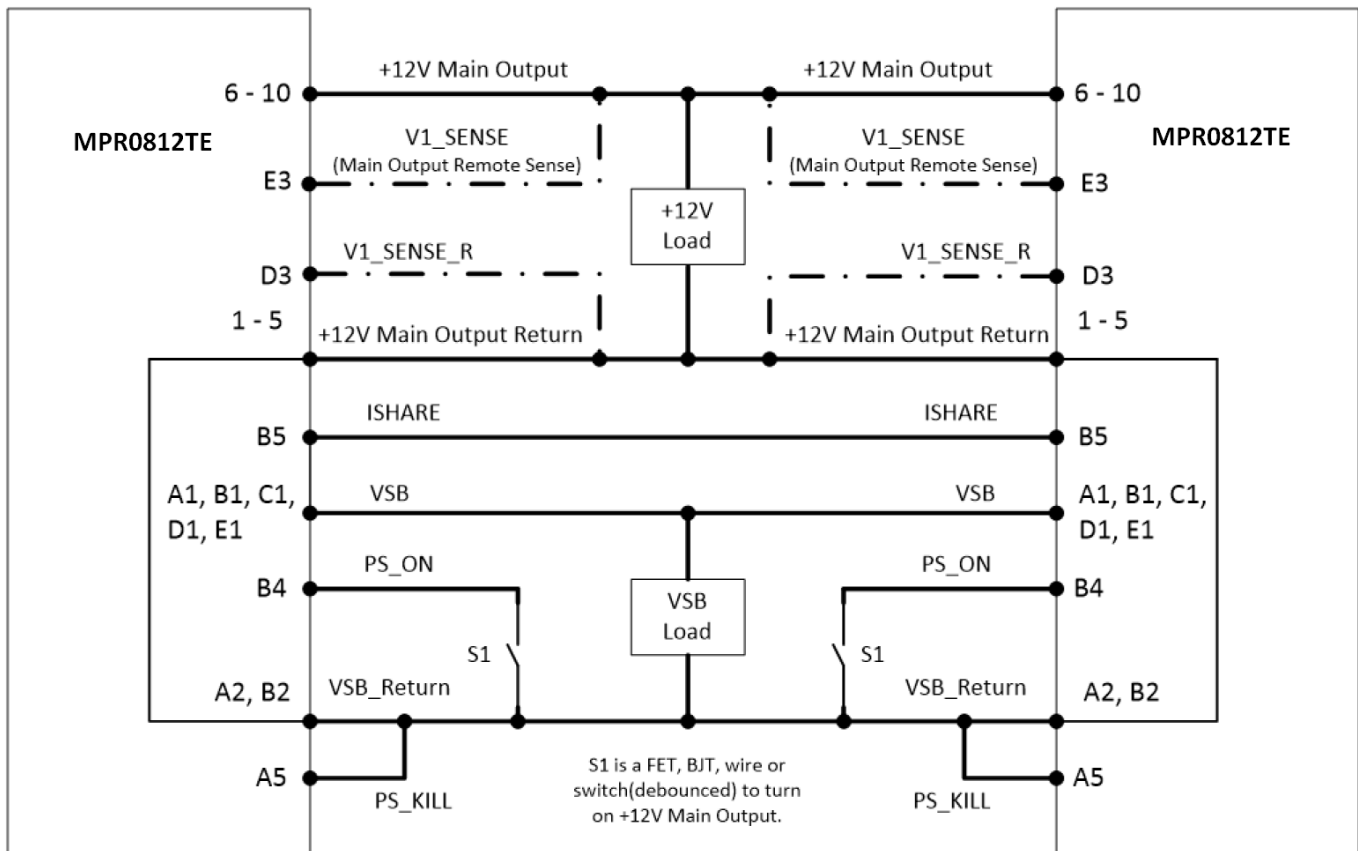 +12V Main Output
+12V Main Output
6 - 10
6 - 10
MPR0812TE
MPR0812TE
V1_SENSE
(Main Output Remote Sense)
V1_SENSE
(Main Output Remote Sense)
E3
E3
+12V
Load
V1_SENSE_R
V1_SENSE_R
D3
D3
1 - 5
1 - 5
+12V Main Output Return
+12V Main Output Return
ISHARE
ISHARE
B5
B5
A1, B1, C1,
D1, E1
VSB
VSB
A1, B1, C1,
D1, E1
PS_ON
PS_ON
B4
B4
VSB
Load
S1
S1
A2, B2
VSB_Return
VSB_Return
A2, B2
A5
A5
PS_KILL
PS_KILL
S1 is a FET, BJT, wire or
switch(debounced) to turn
on +12V Main Output.